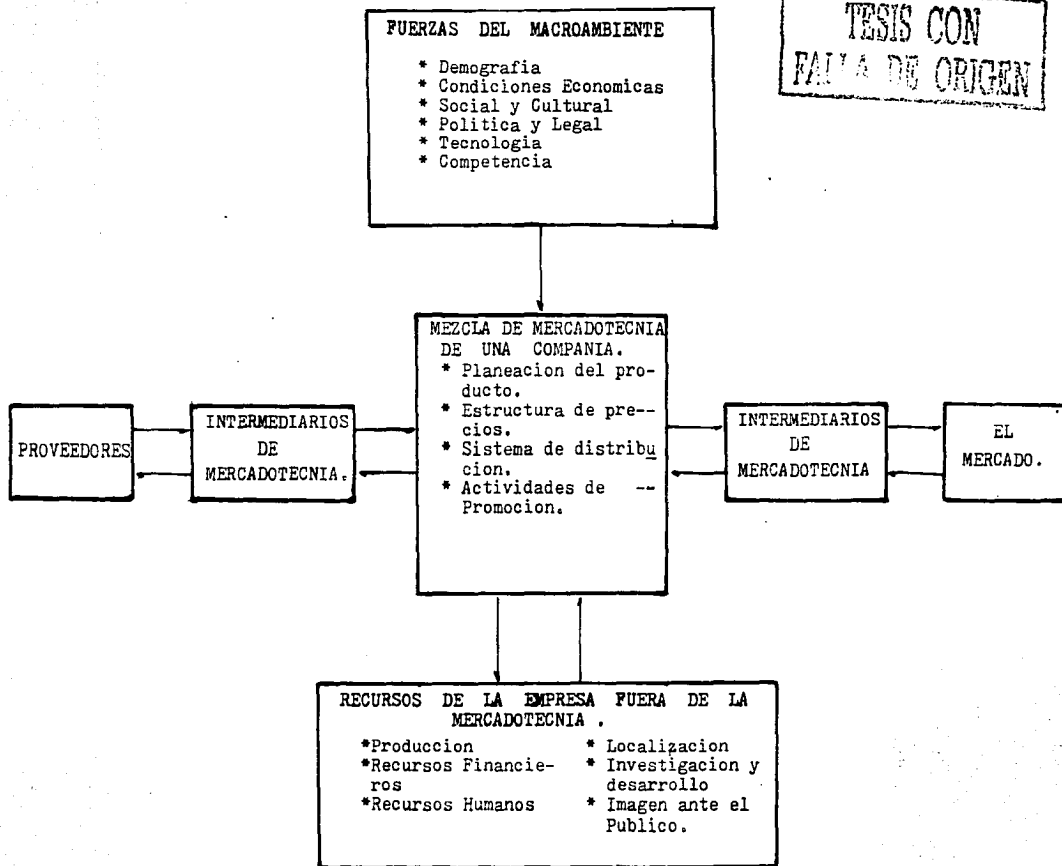 TESIS CON
FALLA DE ORIGEN
FUERZAS DEL MACROAMBIENTE
* Demografia
* Condiciones Economicas
* Social y Cultural
* Politica y Legal
* Tecnologia
* Competencia
MEZCLA DE MERCADOTECNIA
DE UNA COMPANIA.
* Planeacion del pro-
ducto.
* Estructura de pre--
cios.
* Sistema de distribu
cion.
* Actividades de --
Promocion.
PROVEEDORES
INTERMEDIARIOS
DE
MERCADOTECNIA.
INTERMEDIARIOS
DE
MERCADOTECNIA
EL
MERCADO.
RECURSOS DE LA EMPRESA FUERA DE LA
MERCADOTECNIA .
*Produccion
*Recursos Financie-
ros
*Recursos Humanos
* Localizacion
* Investigacion y
desarrollo
* Imagen ante el
Publico.